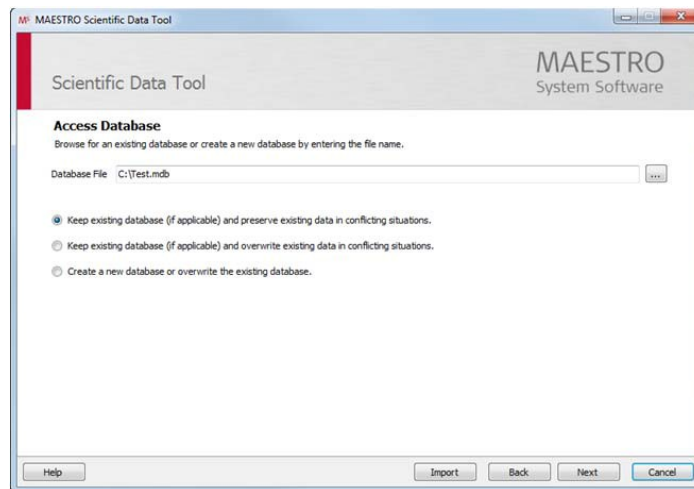 MS MAESTRO Scientific Data Tool
Scientific Data Tool
MAESTRO
System Software
Access Database
Browse for an existing database or create a new database by entering the file name.
Database File C:\Test.mdb ...
Keep existing database (if applicable) and preserve existing data in conflicting situations.
Keep existing database (if applicable) and overwrite existing data in conflicting situations.
Create a new database or overwrite the existing database.
Help Import Back Next Cancel